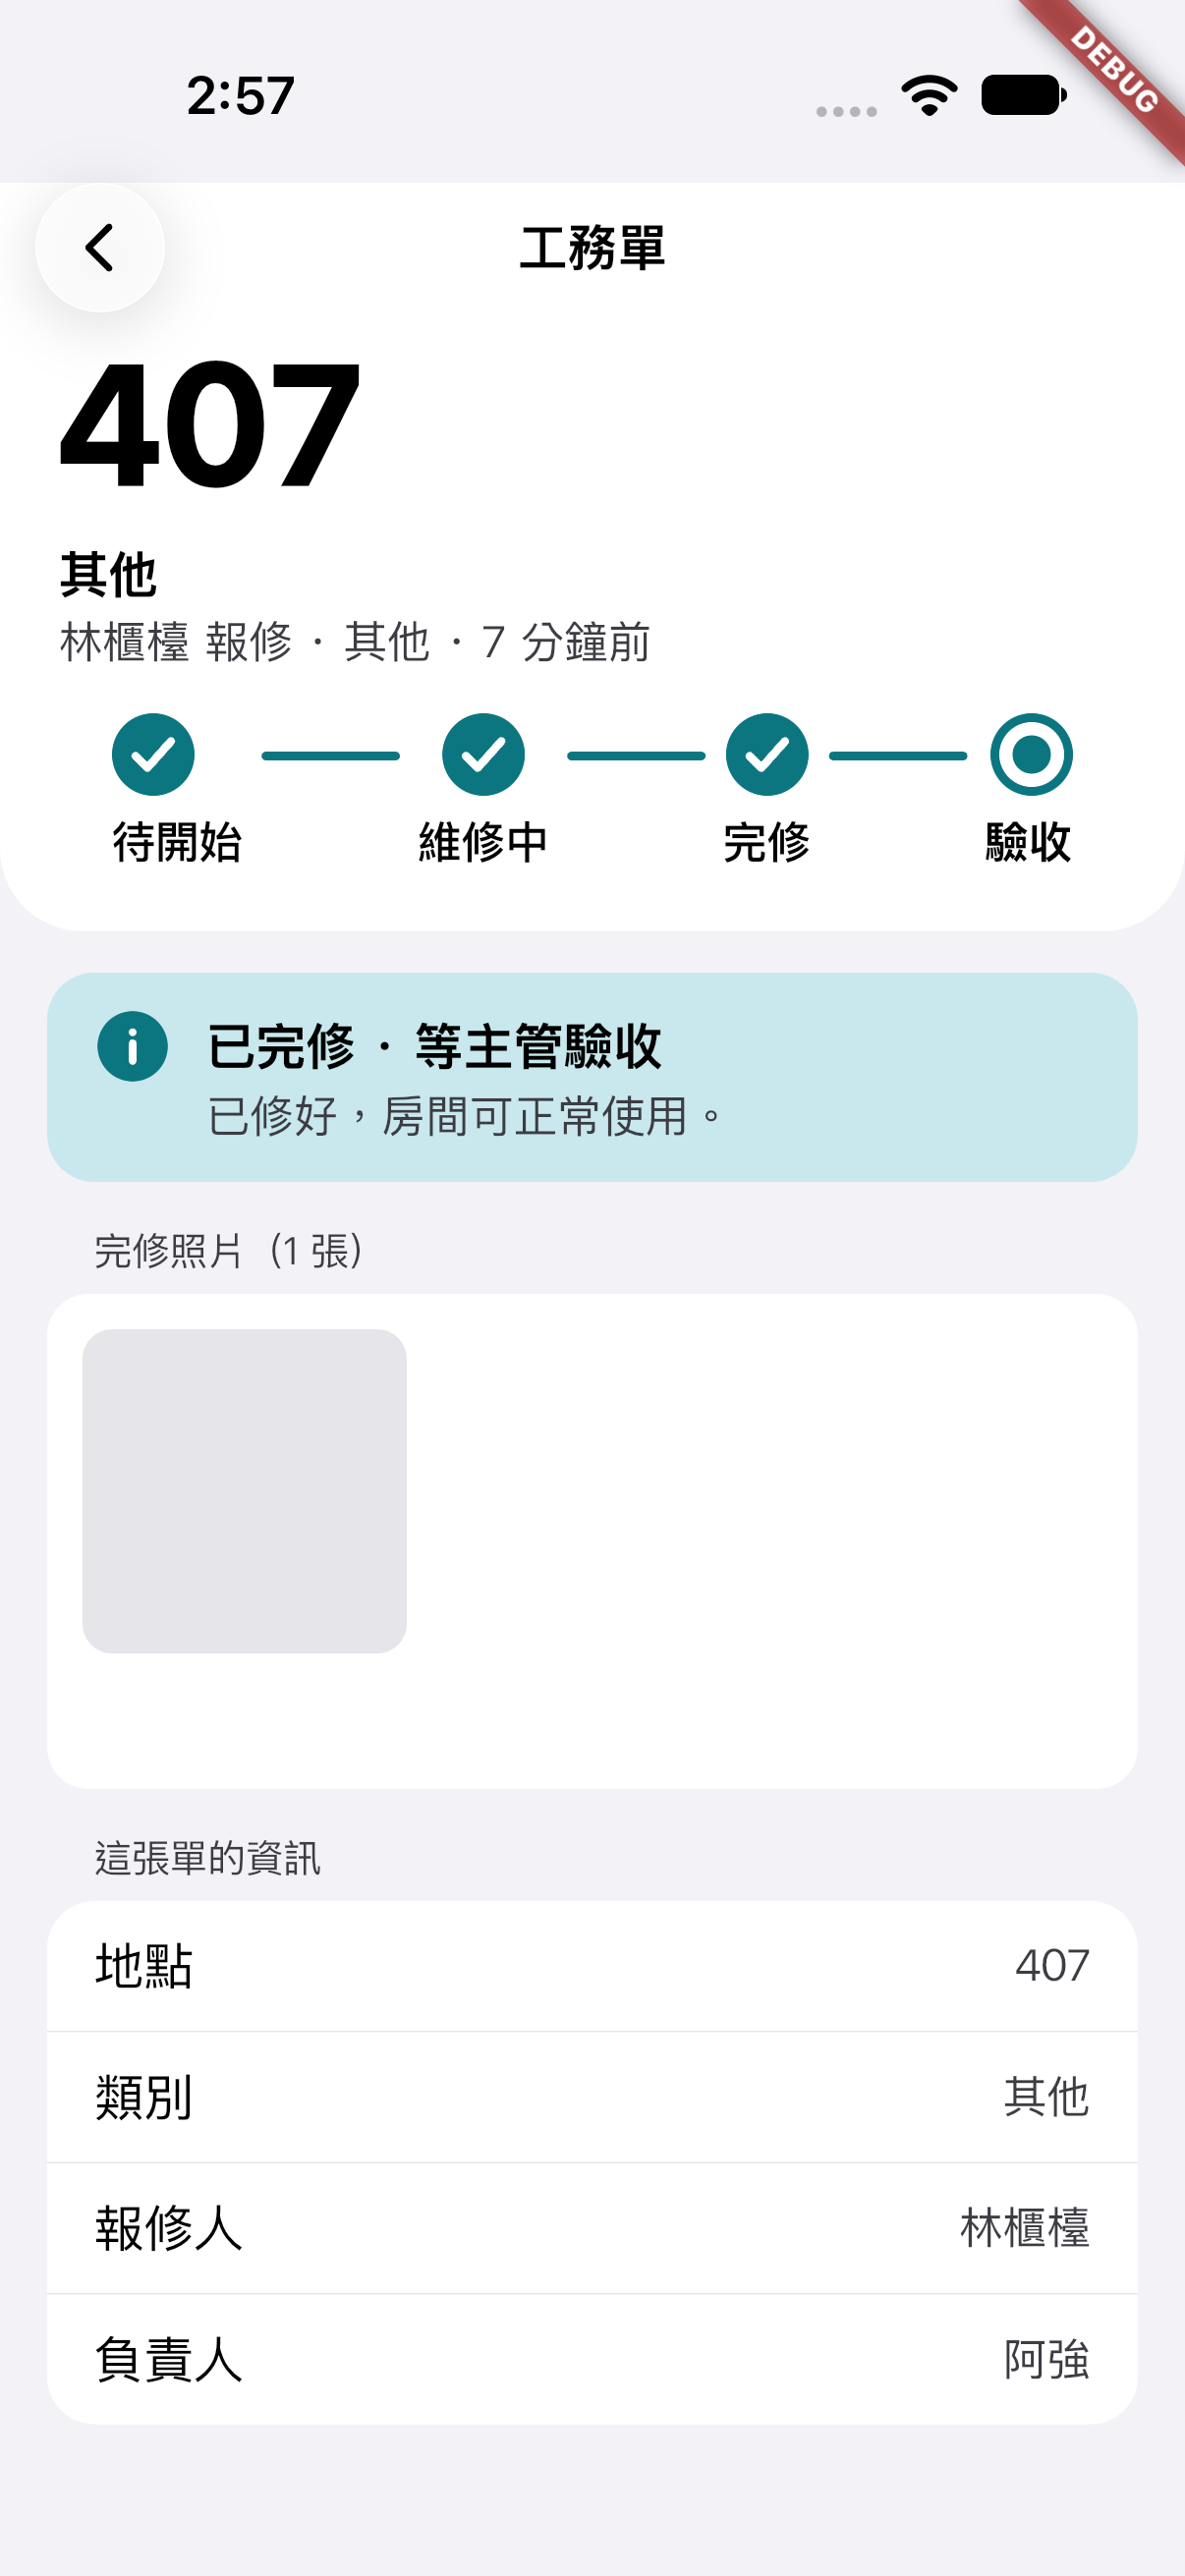 2:57
DEBUG
工務單
407
其他
林櫃檯 報修 · 其他 · 7 分鐘前
待開始 維修中 完修 驗收
已完修 · 等主管驗收
已修好，房間可正常使用。
完修照片（1 張）
這張單的資訊
地點 407
類別 其他
報修人 林櫃檯
負責人 阿強